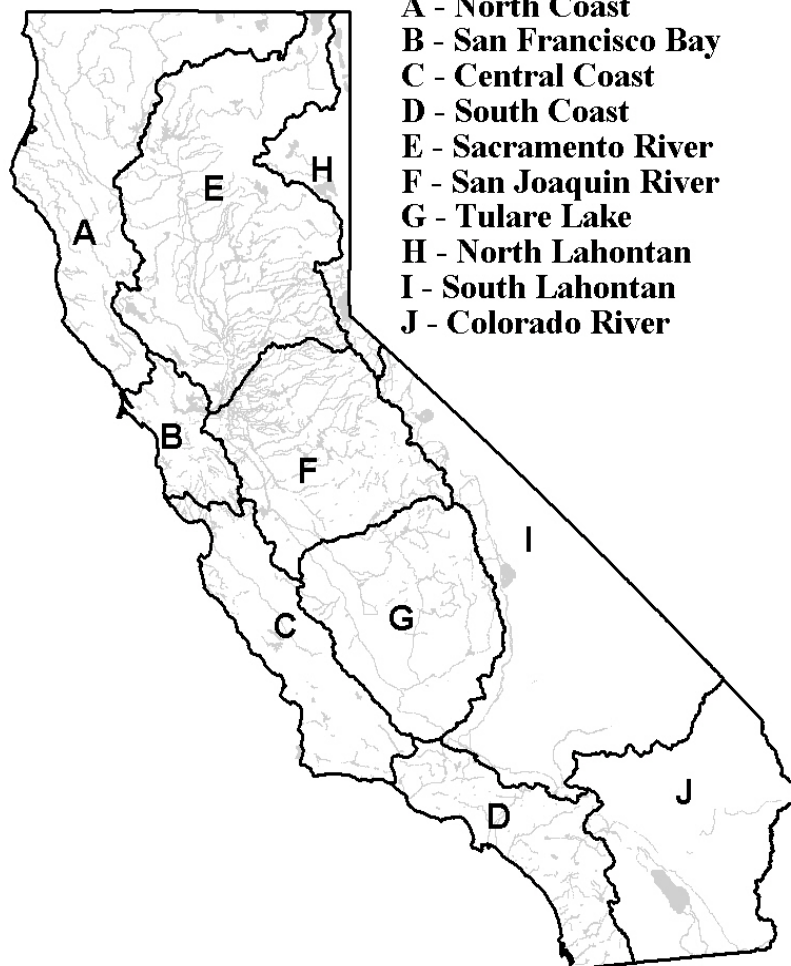 A - North Coast
B - San Francisco Bay
C - Central Coast
D - South Coast
E - Sacramento River
F - San Joaquin River
G - Tulare Lake
H - North Lahontan
I - South Lahontan
J - Colorado River
H
E
A
B
F
I
C
G
J
D